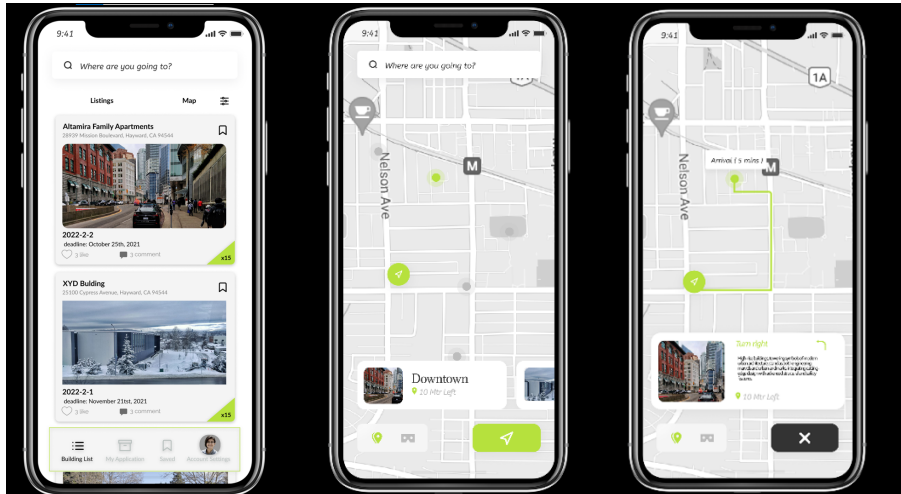 9:41
Where are you going to?
Listings Map
Altamira Family Apartments
28939 Mission Boulevard, Hayward, CA 94544
2022-2-2
deadline: October 25th, 2021
3 like 3 comment
x15
XYD Bulding
25100 Cypress Avenue, Hayward, CA 94544
2022-2-1
deadline: November 21tst, 2021
3 like 3 comment
x15
Building List My Application Saved Account Settings
9:41
Where are you going to?
1A
M
Nelson Ave
Downtown
10 Mtr Left
9:41
1A
Arrival ( 5 mins )
M
Nelson Ave
Turn right
10 Mtr Left